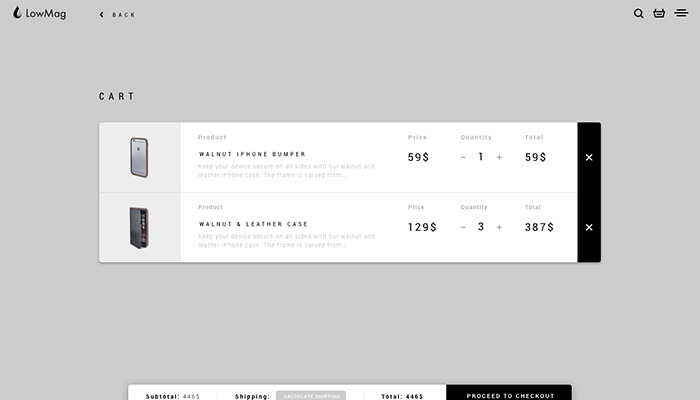 LowMag
BACK
CART
Product Price Quantity Total
WALNUT IPHONE BUMPER 59$ – 1 + 59$
Keep your device secure on all sides with our walnut and
leather iPhone case. The frame is carved from...
Product Price Quantity Total
WALNUT & LEATHER CASE 129$ – 3 + 387$
Keep your device secure on all sides with our walnut and
leather iPhone case. The frame is carved from...
Subtotal: 446$ Shipping: CALCULATE SHIPPING Total: 446$ PROCEED TO CHECKOUT